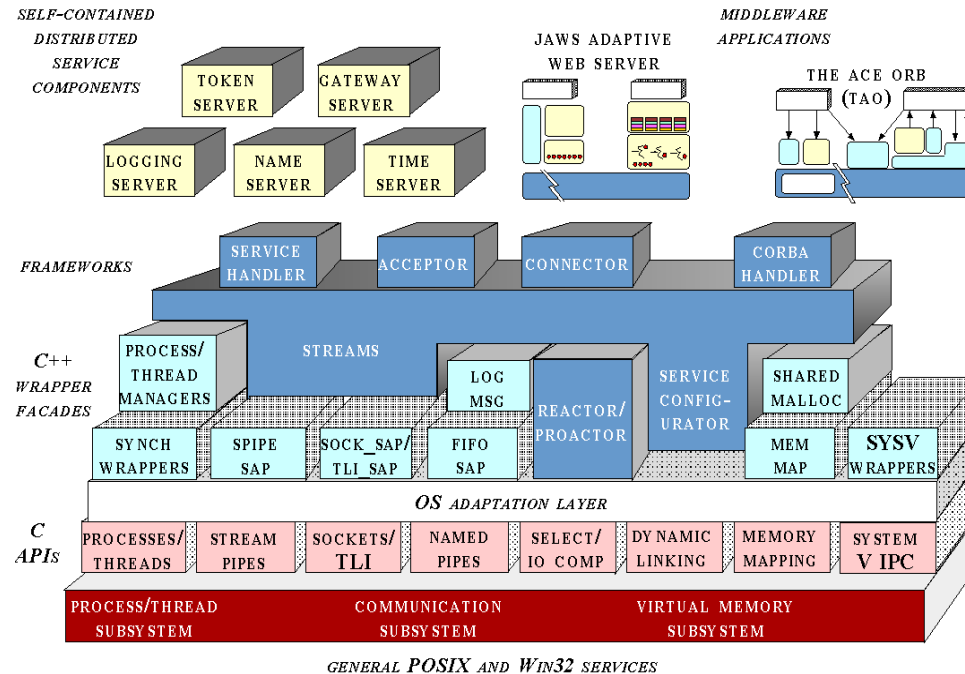 SELF-CONTAINED
DISTRIBUTED
SERVICE
COMPONENTS
TOKEN
SERVER
GATEWAY
SERVER
LOGGING
SERVER
NAME
SERVER
TIME
SERVER
JAWS ADAPTIVE
WEB SERVER
MIDDLEWARE
APPLICATIONS
THE ACE ORB
(TAO)
FRAMEWORKS
SERVICE
HANDLER
ACCEPTOR
CONNECTOR
CORBA
HANDLER
STREAMS
C++
WRAPPER
FACADES
PROCESS/
THREAD
MANAGERS
LOG
MSG
REACTOR/
PROACTOR
SERVICE
CONFIG-
URATOR
SHARED
MALLOC
SYNCH
WRAPPERS
SPIPE
SAP
SOCK_SAP/
TLI_SAP
FIFO
SAP
MEM
MAP
SYSV
WRAPPERS
OS ADAPTATION LAYER
C
APIS
PROCESSES/
THREADS
STREAM
PIPES
SOCKETS/
TLI
NAMED
PIPES
SELECT/
IO COMP
DYNAMIC
LINKING
MEMORY
MAPPING
SYSTEM
V IPC
PROCESS/THREAD
SUBSYSTEM
COMMUNICATION
SUBSYSTEM
VIRTUAL MEMORY
SUBSYSTEM
GENERAL POSIX AND WIN32 SERVICES